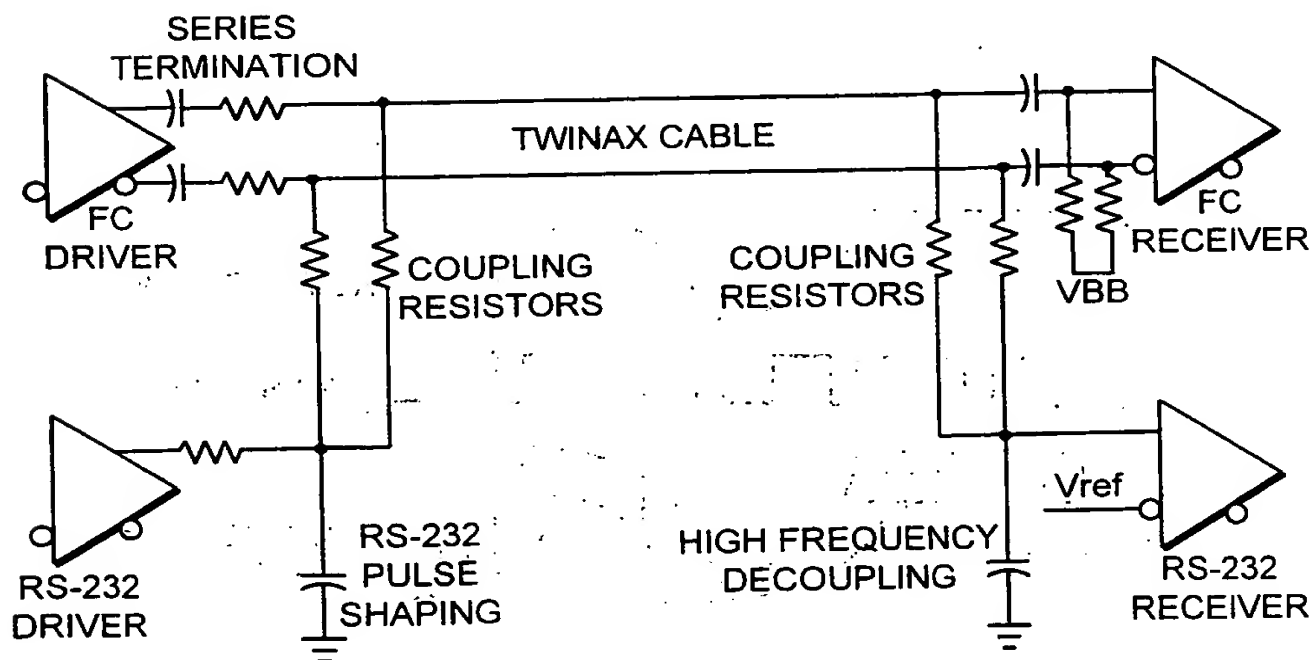 SERIES
TERMINATION
TWINAX CABLE
FC
DRIVER
FC
RECEIVER
COUPLING
RESISTORS
COUPLING
RESISTORS
VBB
Vref
RS-232
DRIVER
RS-232
PULSE
SHAPING
HIGH FREQUENCY
DECOUPLING
RS-232
RECEIVER